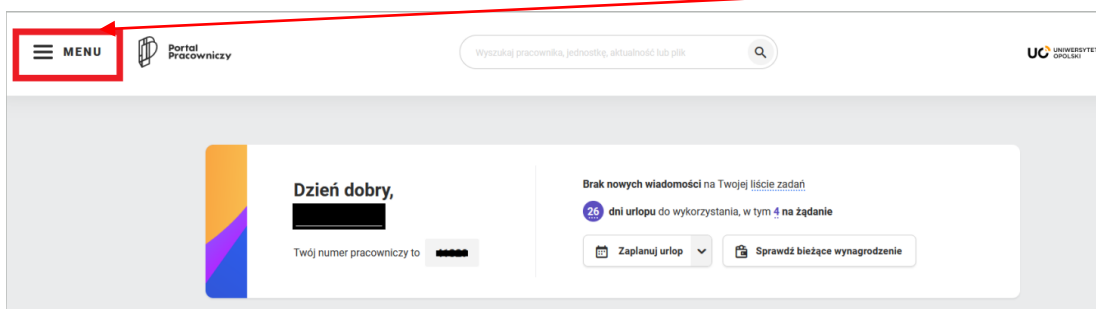 MENU
Portal
Pracowniczy
Wyszukaj pracownika, jednostkę, aktualność lub plik
UNIWERSYTET
OPOLSKI
Dzień dobry,
Twój numer pracowniczy to
Brak nowych wiadomości na Twojej liście zadań
26 dni urlopu do wykorzystania, w tym 4 na żądanie
Zaplanuj urlop
Sprawdź bieżące wynagrodzenie